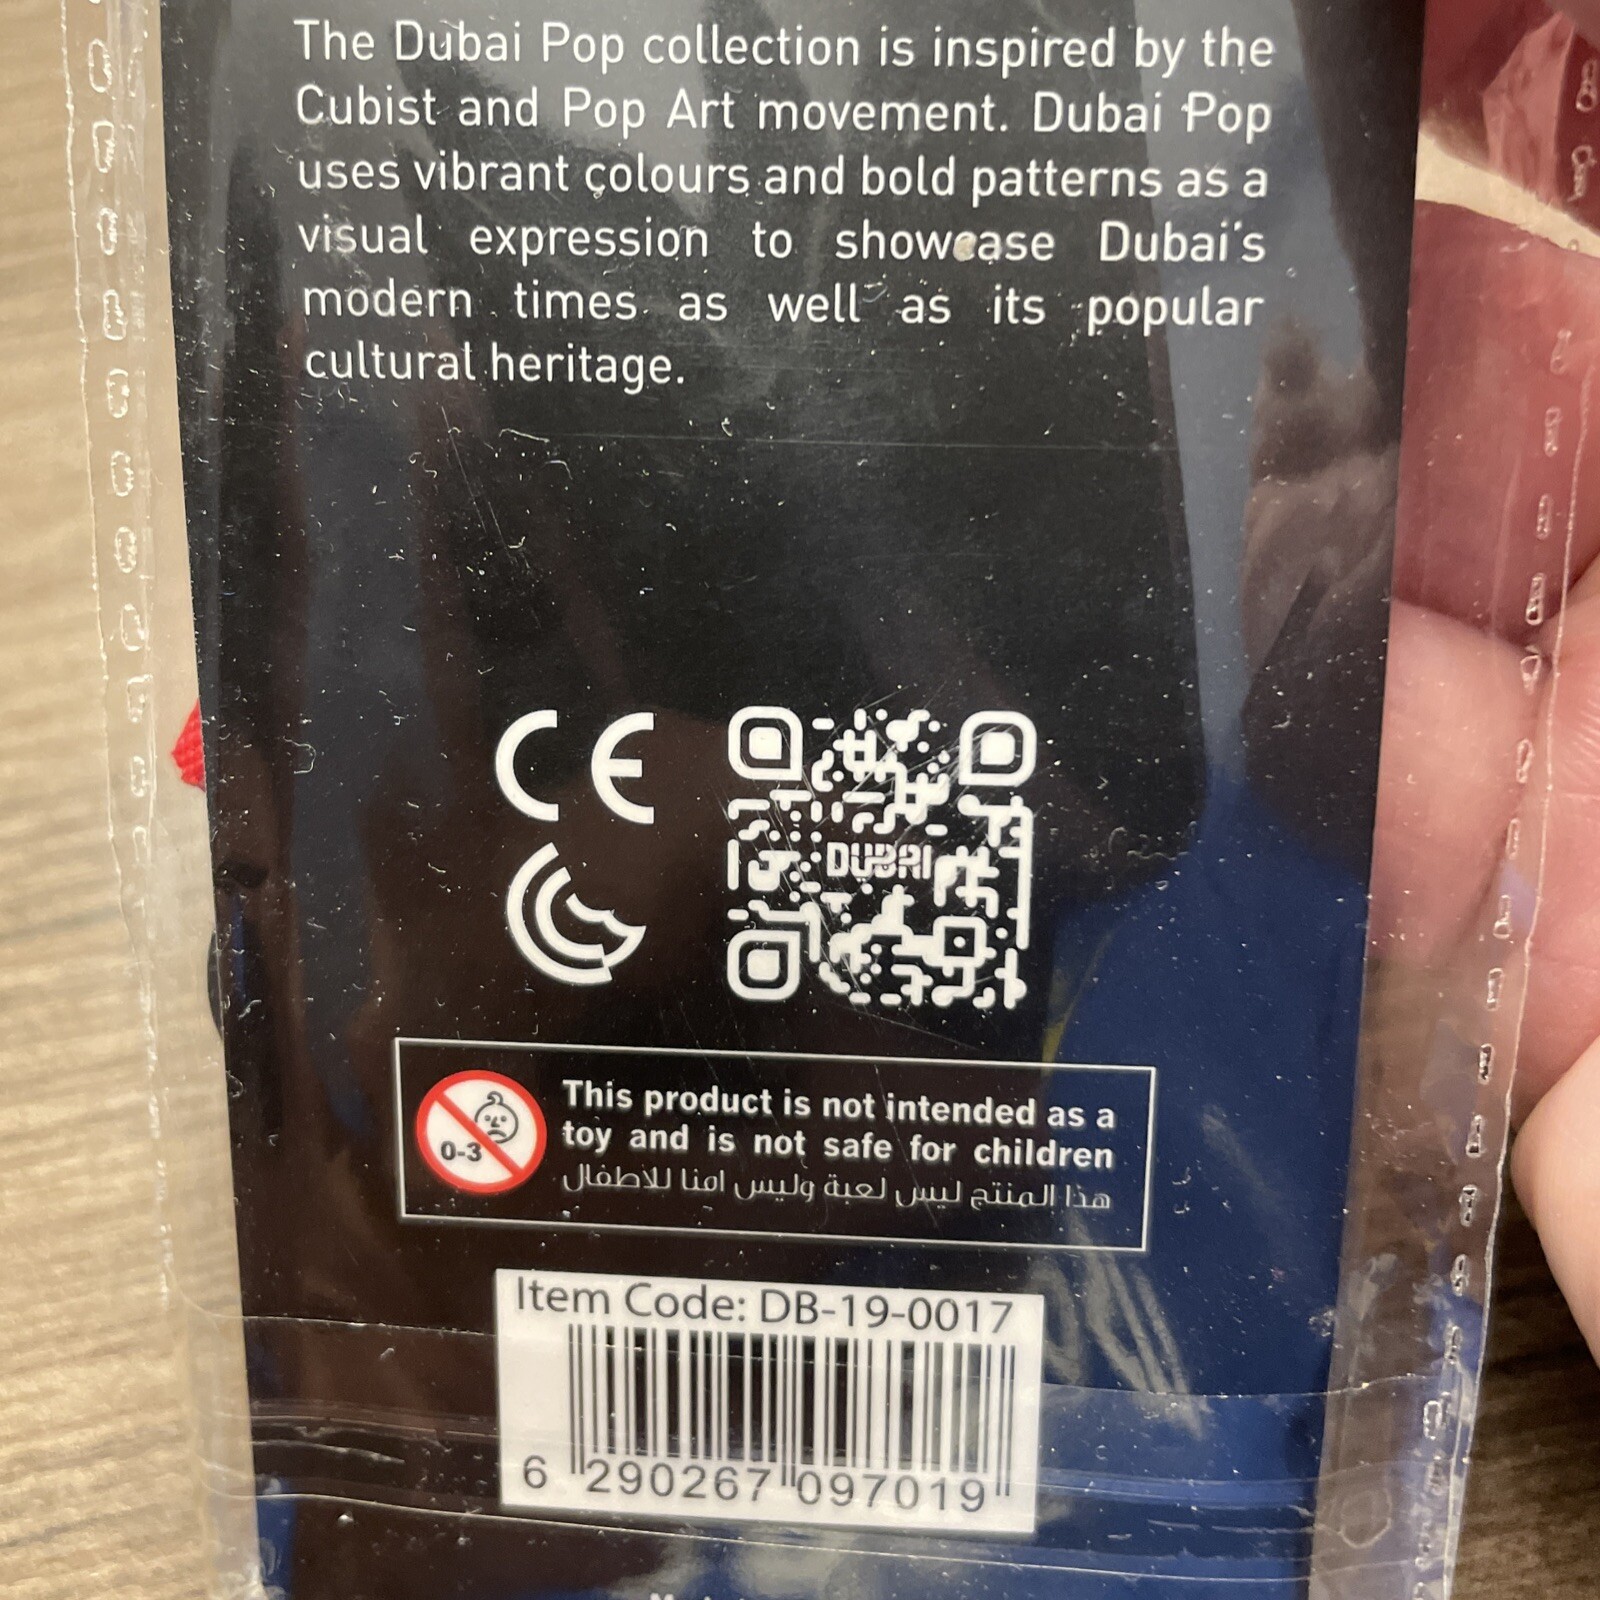 The Dubai Pop collection is inspired by the
Cubist and Pop Art movement. Dubai Pop
uses vibrant colours and bold patterns as a
visual expression to showcase Dubai's
modern times as well as its popular
cultural heritage.
CE
DUBAI
0-3
This product is not intended as a
toy and is not safe for children
هذا المنتج ليس لعبة وليس امنا للاطفال
Item Code: DB-19-0017
6 290267 097019